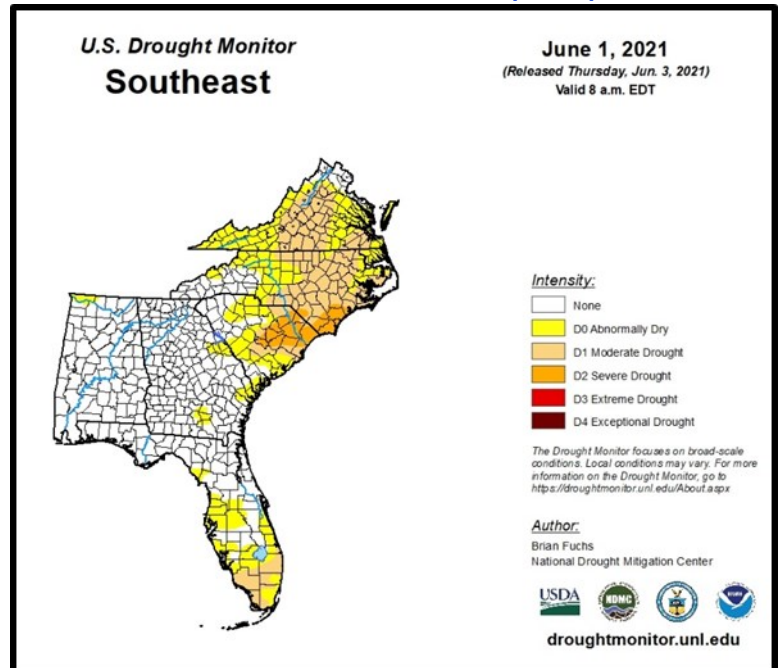 U.S. Drought Monitor
Southeast
June 1, 2021
(Released Thursday, Jun. 3, 2021)
Valid 8 a.m. EDT
Intensity:
None
D0 Abnormally Dry
D1 Moderate Drought
D2 Severe Drought
D3 Extreme Drought
D4 Exceptional Drought
The Drought Monitor focuses on broad-scale
conditions. Local conditions may vary. For more
information on the Drought Monitor, go to
https://droughtmonitor.unl.edu/About.aspx
Author:
Brian Fuchs
National Drought Mitigation Center
USDA
NDMC
droughtmonitor.unl.edu